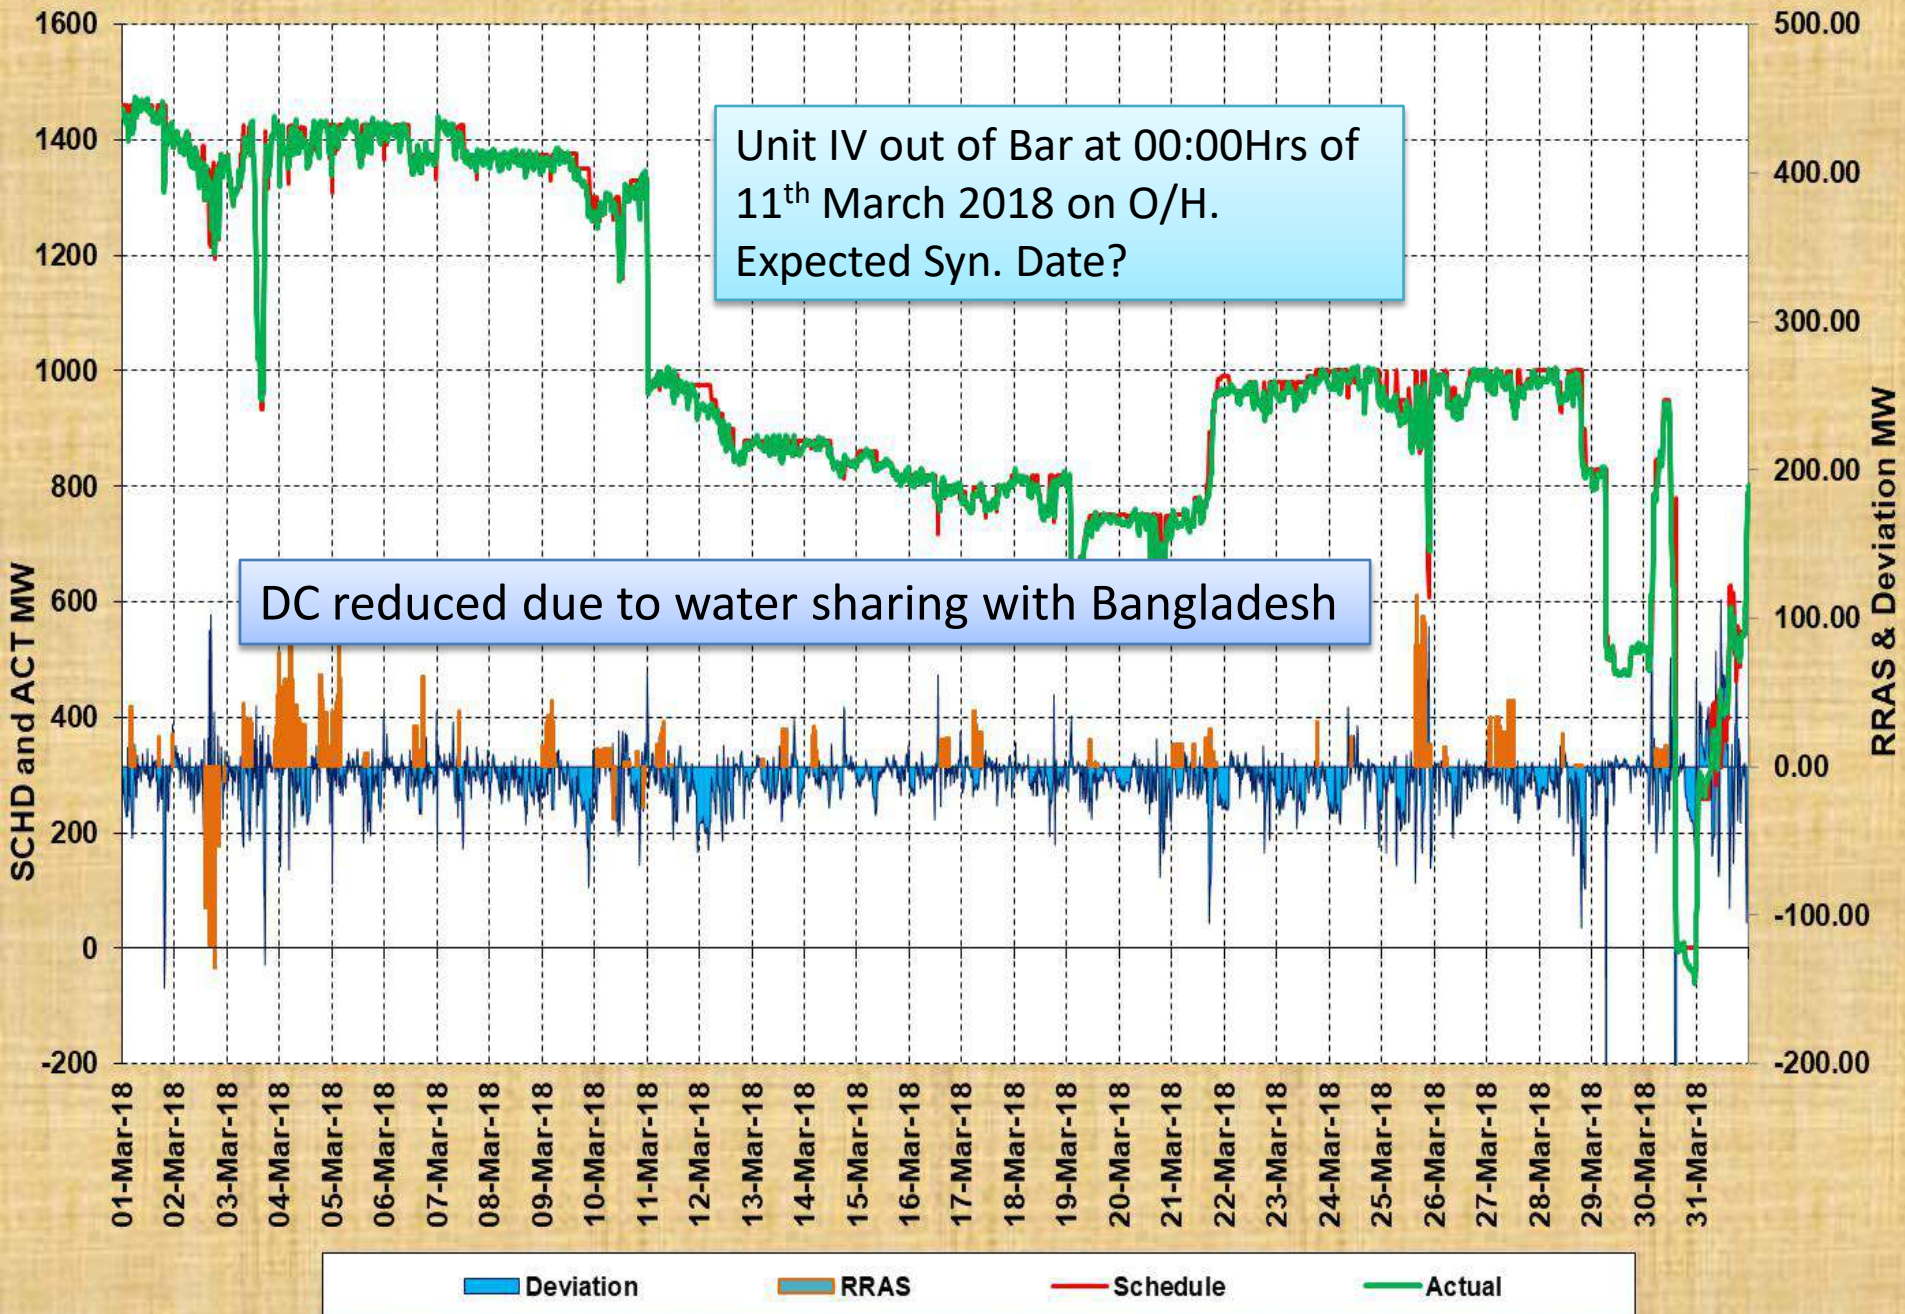 1600
1400
1200
1000
800
600
400
200
0
-200
SCHD and ACT MW
Unit IV out of Bar at 00:00Hrs of
11th March 2018 on O/H.
Expected Syn. Date?
DC reduced due to water sharing with Bangladesh
500.00
400.00
300.00
200.00
100.00
0.00
-100.00
-200.00
RRAS & Deviation MW
01-Mar-18
02-Mar-18
03-Mar-18
04-Mar-18
05-Mar-18
06-Mar-18
07-Mar-18
08-Mar-18
09-Mar-18
10-Mar-18
11-Mar-18
12-Mar-18
13-Mar-18
14-Mar-18
15-Mar-18
16-Mar-18
17-Mar-18
18-Mar-18
19-Mar-18
20-Mar-18
21-Mar-18
22-Mar-18
23-Mar-18
24-Mar-18
25-Mar-18
26-Mar-18
27-Mar-18
28-Mar-18
29-Mar-18
30-Mar-18
31-Mar-18
Deviation RRAS Schedule Actual